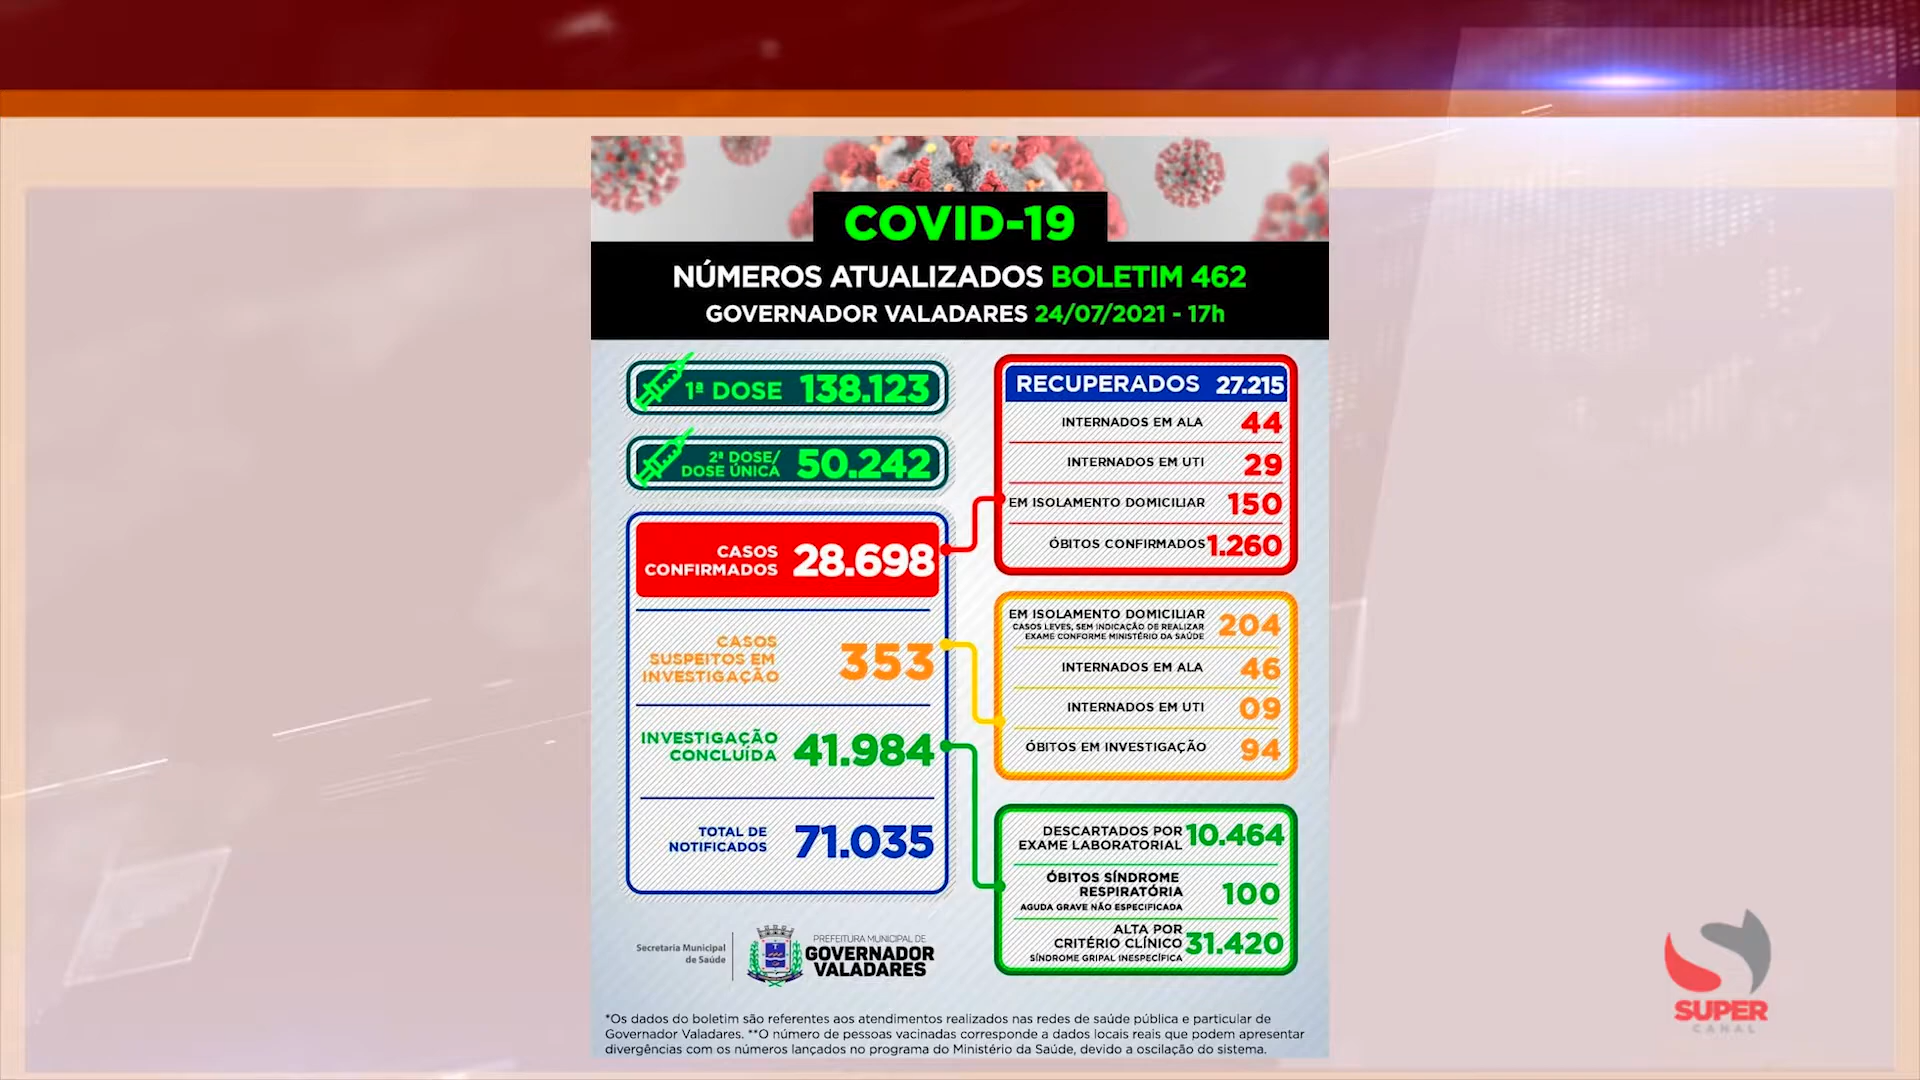 COVID-19
NÚMEROS ATUALIZADOS BOLETIM 462
GOVERNADOR VALADARES 24/07/2021 - 17h
1ª DOSE 138.123
2ª DOSE/
DOSE ÚNICA 50.242
CASOS
CONFIRMADOS 28.698
CASOS
SUSPEITOS EM
INVESTIGAÇÃO 353
INVESTIGAÇÃO
CONCLUÍDA 41.984
TOTAL DE
NOTIFICADOS 71.035
RECUPERADOS 27.215
INTERNADOS EM ALA 44
INTERNADOS EM UTI 29
EM ISOLAMENTO DOMICILIAR 150
ÓBITOS CONFIRMADOS 1.260
EM ISOLAMENTO DOMICILIAR 204
CASOS LEVES, SEM INDICAÇÃO DE REALIZAR
EXAME CONFORME MINISTÉRIO DA SAÚDE
INTERNADOS EM ALA 46
INTERNADOS EM UTI 09
ÓBITOS EM INVESTIGAÇÃO 94
DESCARTADOS POR
EXAME LABORATORIAL 10.464
ÓBITOS SÍNDROME
RESPIRATÓRIA 100
AGUDA GRAVE NÃO ESPECIFICADA
ALTA POR
CRITÉRIO CLÍNICO 31.420
SÍNDROME GRIPAL INESPECÍFICA
Secretaria Municipal
de Saúde
PREFEITURA MUNICIPAL DE
GOVERNADOR
VALADARES
*Os dados do boletim são referentes aos atendimentos realizados nas redes de saúde pública e particular de
Governador Valadares. **O número de pessoas vacinadas corresponde a dados locais reais que podem apresentar
divergências com os números lançados no programa do Ministério da Saúde, devido a oscilação do sistema.
SUPER
CANAL